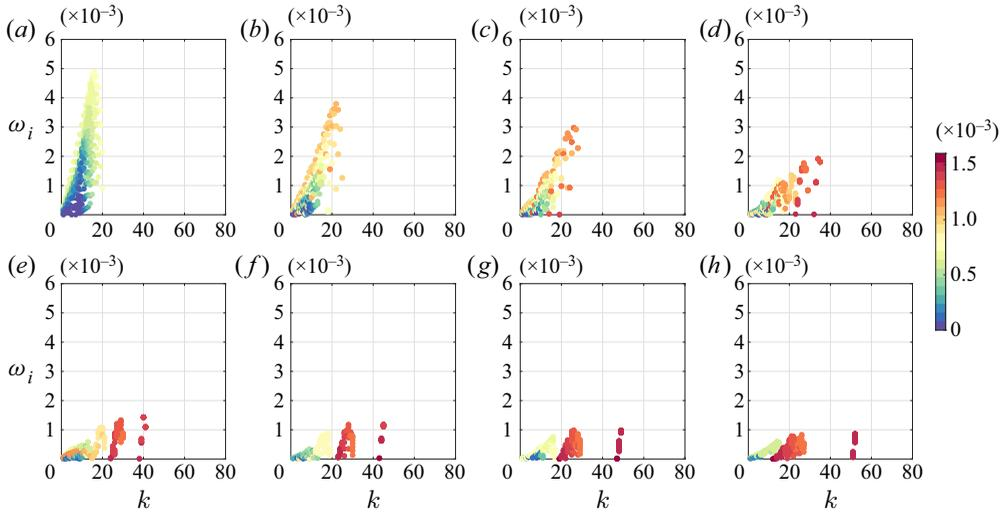 (a) (×10⁻³) (b) (×10⁻³) (c) (×10⁻³) (d) (×10⁻³)
6 6 6 6
5 5 5 5
4 4 4 4
ωi 3 3 3 3 (×10⁻³)
2 2 2 2 1.5
1 1 1 1 1.0
0 20 40 60 80 0 20 40 60 80 0 20 40 60 80 0 20 40 60 80
(e) (×10⁻³) (f) (×10⁻³) (g) (×10⁻³) (h) (×10⁻³) 0.5
6 6 6 6 0
5 5 5 5
4 4 4 4
ωi 3 3 3 3
2 2 2 2
1 1 1 1
0 20 40 60 80 0 20 40 60 80 0 20 40 60 80 0 20 40 60 80
k k k k